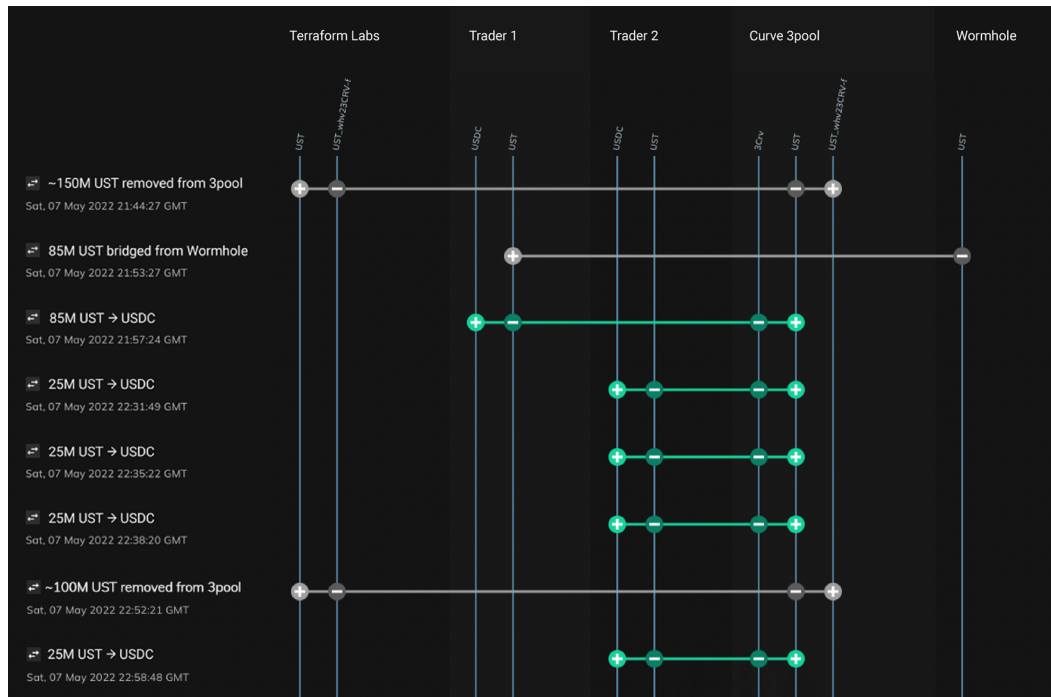 Terraform Labs
Trader 1
Trader 2
Curve 3pool
Wormhole
UST
UST_whv23CRV-f
USDC
UST
USDC
UST
3Crv
UST
UST_whv23CRV-f
UST
~150M UST removed from 3pool
Sat, 07 May 2022 21:44:27 GMT
85M UST bridged from Wormhole
Sat, 07 May 2022 21:53:27 GMT
85M UST → USDC
Sat, 07 May 2022 21:57:24 GMT
25M UST → USDC
Sat, 07 May 2022 22:31:49 GMT
25M UST → USDC
Sat, 07 May 2022 22:35:22 GMT
25M UST → USDC
Sat, 07 May 2022 22:38:20 GMT
~100M UST removed from 3pool
Sat, 07 May 2022 22:52:21 GMT
25M UST → USDC
Sat, 07 May 2022 22:58:48 GMT